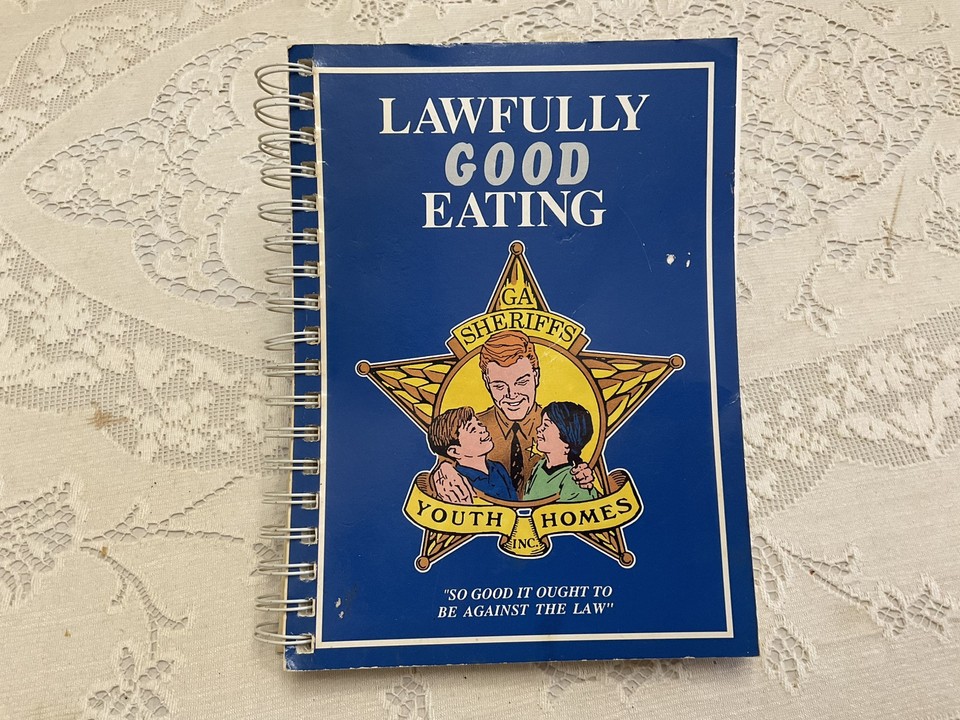 LAWFULLY
GOOD
EATING
GA
SHERIFFS
YOUTH HOMES
INC.
"SO GOOD IT OUGHT TO
BE AGAINST THE LAW"